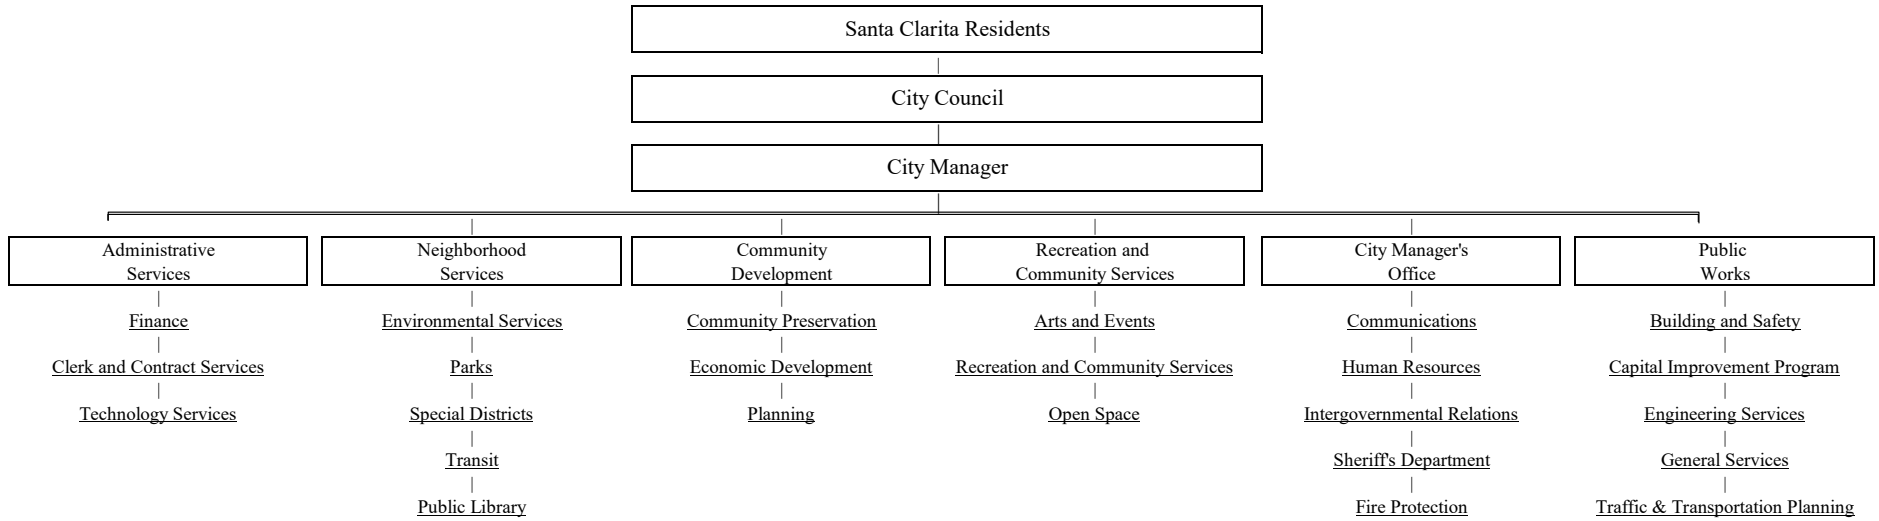 Santa Clarita Residents
City Council
City Manager
Administrative
Services
Neighborhood
Services
Community
Development
Recreation and
Community Services
City Manager's
Office
Public
Works
Finance
Clerk and Contract Services
Technology Services
Environmental Services
Parks
Special Districts
Transit
Public Library
Community Preservation
Economic Development
Planning
Arts and Events
Recreation and Community Services
Open Space
Communications
Human Resources
Intergovernmental Relations
Sheriff's Department
Fire Protection
Building and Safety
Capital Improvement Program
Engineering Services
General Services
Traffic & Transportation Planning